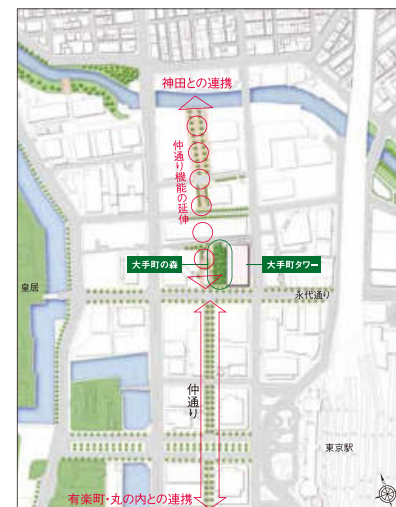 神田との連携
仲通り機能の延伸
大手町の森
大手町タワー
皇居
永代通り
仲通り
東京駅
有楽町・丸の内との連携